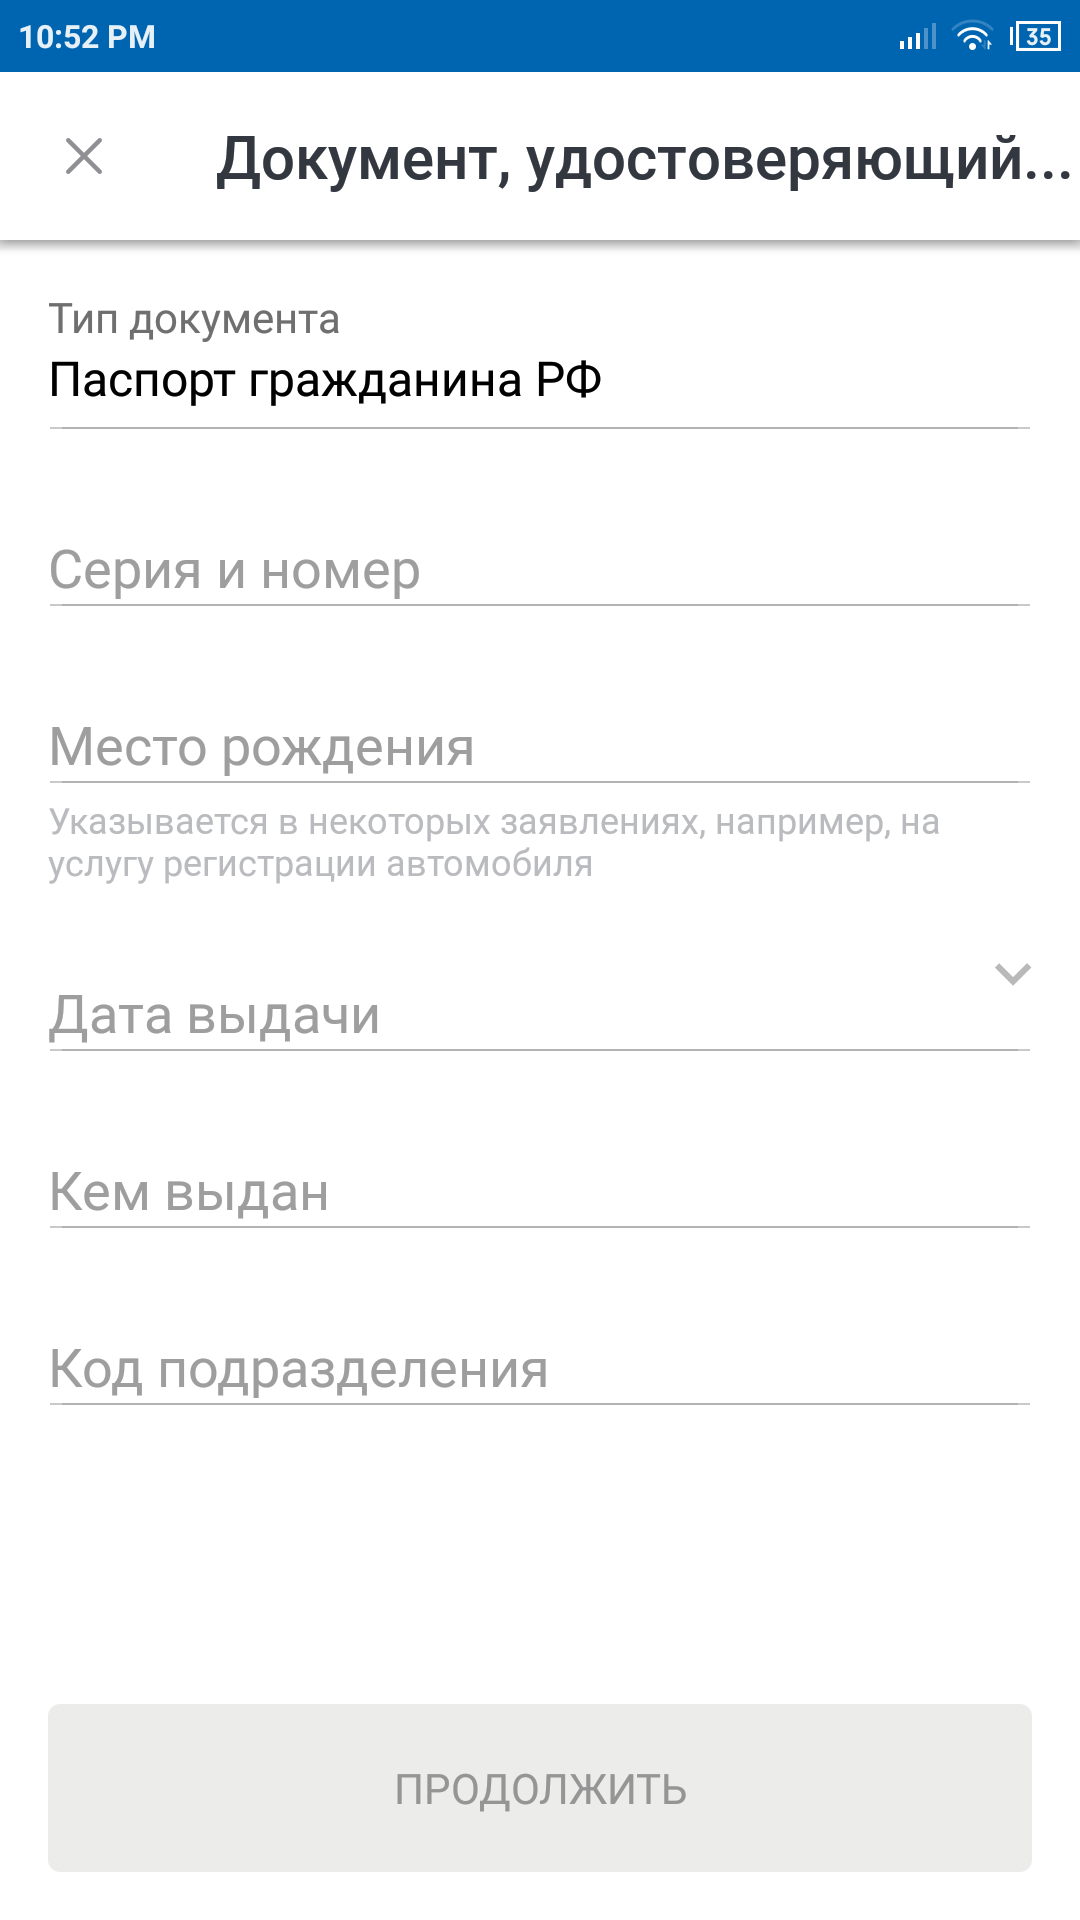 10:52 PM
35
Документ, удостоверяющий...
Тип документа
Паспорт гражданина РФ
Серия и номер
Место рождения
Указывается в некоторых заявлениях, например, на
услугу регистрации автомобиля
Дата выдачи
Кем выдан
Код подразделения
ПРОДОЛЖИТЬ